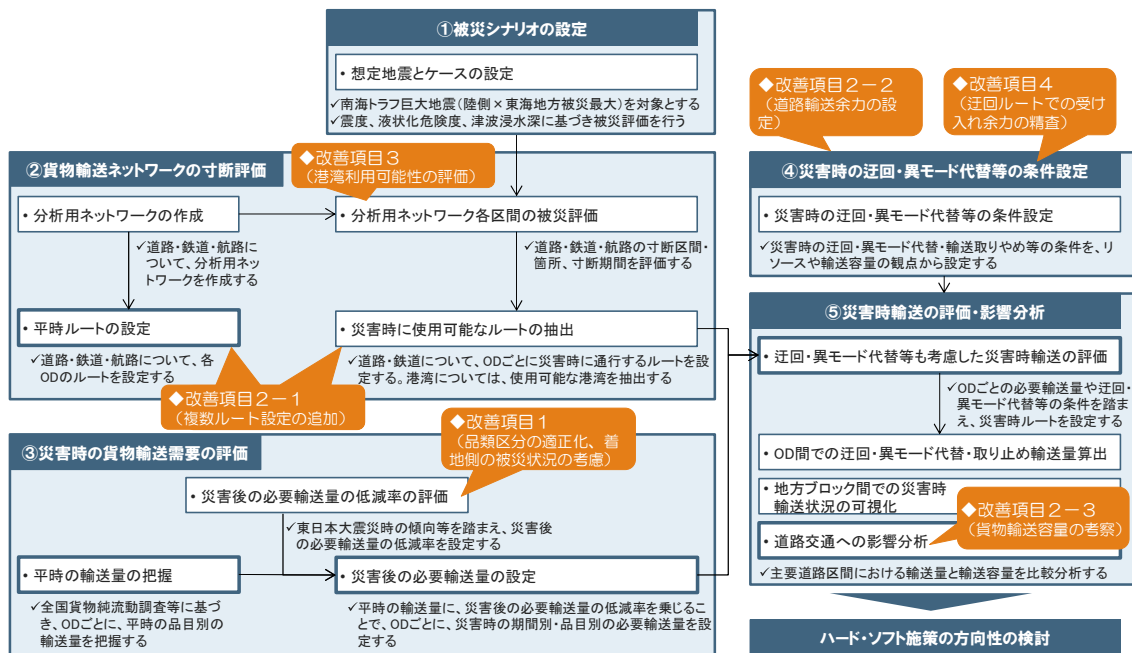 ①被災シナリオの設定
・想定地震とケースの設定
✓南海トラフ巨大地震(陸側×東海地方被災最大)を対象とする
✓震度、液状化危険度、津波浸水深に基づき被災評価を行う
◆改善項目2-2
(道路輸送余力の設
定)
◆改善項目4
(迂回ルートでの受け
入れ余力の精査)
②貨物輸送ネットワークの寸断評価
◆改善項目3
(港湾利用可能性の評価)
・分析用ネットワークの作成
✓道路・鉄道・航路に
ついて、分析用ネッ
トワークを作成する
・分析用ネットワーク各区間の被災評価
✓道路・鉄道・航路の寸断区間・
箇所、寸断期間を評価する
・平時ルートの設定
✓道路・鉄道・航路について、各
ODのルートを設定する
・災害時に使用可能なルートの抽出
✓道路・鉄道について、ODごとに災害時に通行するルートを設
定する。港湾については、使用可能な港湾を抽出する
◆改善項目2-1
(複数ルート設定の追加)
③災害時の貨物輸送需要の評価
◆改善項目1
(品類区分の適正化、着
地側の被災状況の考慮)
・災害後の必要輸送量の低減率の評価
✓東日本大震災時の傾向等を踏まえ、災害後
の必要輸送量の低減率を設定する
・平時の輸送量の把握
✓全国貨物純流動調査等に基づ
き、ODごとに、平時の品目別の
輸送量を把握する
・災害後の必要輸送量の設定
✓平時の輸送量に、災害後の必要輸送量の低減率を乗じるこ
とで、ODごとに、災害時の期間別・品目別の必要輸送量を設
定する
④災害時の迂回・異モード代替等の条件設定
・災害時の迂回・異モード代替等の条件設定
✓災害時の迂回・異モード代替・輸送取りやめ等の条件を、リ
ソースや輸送容量の観点から設定する
⑤災害時輸送の評価・影響分析
・迂回・異モード代替等も考慮した災害時輸送の評価
✓ODごとの必要輸送量や迂回・
異モード代替等の条件を踏ま
え、災害時ルートを設定する
・OD間での迂回・異モード代替・取り止め輸送量算出
・地方ブロック間での災害時
輸送状況の可視化
◆改善項目2-3
(貨物輸送容量の考察)
・道路交通への影響分析
✓主要道路区間における輸送量と輸送容量を比較分析する
ハード・ソフト施策の方向性の検討